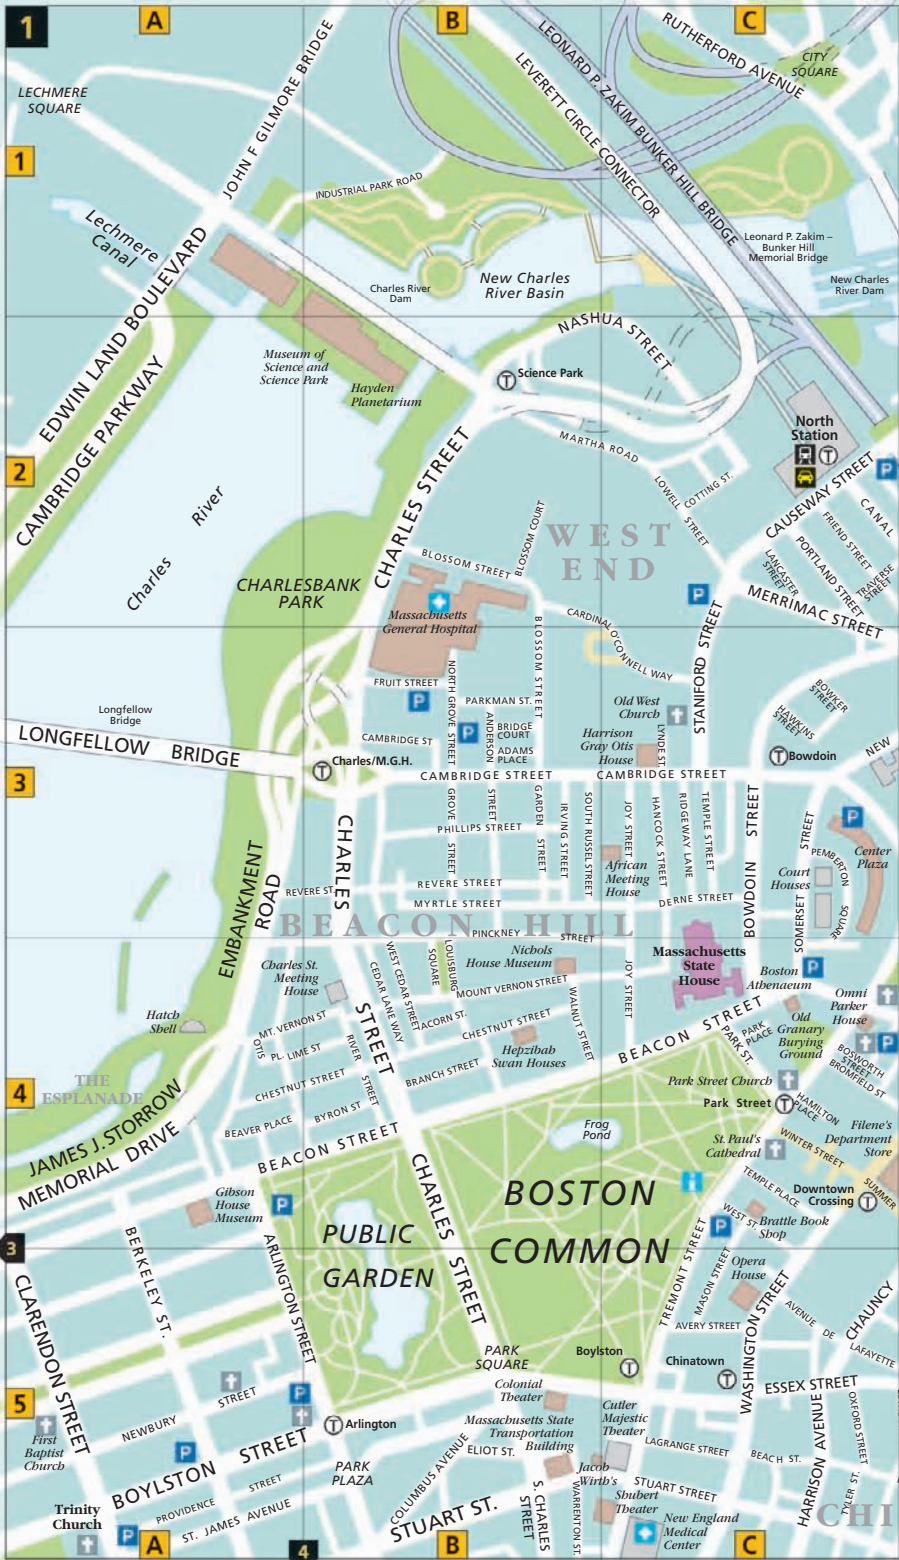 1
A
B
C
LECHMERE
SQUARE
JOHN F GILMORE BRIDGE
LEONARD P. ZAKIM BUNKER HILL BRIDGE
LEVERETT CIRCLE CONNECTOR
RUTHERFORD AVENUE
CITY
SQUARE
1
INDUSTRIAL PARK ROAD
Lechmere
Canal
Charles River
Dam
New Charles
River Basin
Leonard P. Zakim –
Bunker Hill
Memorial Bridge
New Charles
River Dam
EDWIN LAND BOULEVARD
CAMBRIDGE PARKWAY
Museum of
Science and
Science Park
Hayden
Planetarium
NASHUA STREET
T
Science Park
North
Station
T
2
MARTHA ROAD
LOWELL STREET
COTTING ST.
CAUSEWAY STREET
P
CANAL
FRIEND STREET
PORTLAND STREET
LANCASTER
STREET
TRAVERSE
STREET
MERRIMAC STREET
CHARLES STREET
Charles River
CHARLESBANK
PARK
BLOSSOM STREET
BLOSSOM COURT
WEST
END
P
Massachusetts
General Hospital
BLOSSOM STREET
CARDINAL O'CONNELL WAY
STANIFORD STREET
FRUIT STREET
P
NORTH GROVE STREET
PARKMAN ST.
P
ANDERSON
BRIDGE
COURT
ADAMS
PLACE
Old West
Church
Harrison
Gray Otis
House
LYNDE ST.
BOWKER
STREET
HAWKINS
STREET
T
Bowdoin
NEW
Longfellow
Bridge
LONGFELLOW BRIDGE
CAMBRIDGE ST
T
Charles/M.G.H.
3
CAMBRIDGE STREET
CAMBRIDGE STREET
GROVE STREET
STREET
GARDEN STREET
IRVING STREET
SOUTH RUSSEL STREET
JOY STREET
HANCOCK STREET
RIDGEWAY LANE
TEMPLE STREET
BOWDOIN STREET
SOMERSET STREET
PEMBERTON
SQUARE
P
Center
Plaza
Court
Houses
PHILLIPS STREET
African
Meeting
House
EMBANKMENT
ROAD
CHARLES
REVERE ST.
REVERE STREET
MYRTLE STREET
DERNE STREET
BEACON HILL
PINCKNEY STREET
Massachusetts
State
House
Charles St.
Meeting
House
STREET
CEDAR LANE WAY
WEST CEDAR STREET
LOUISBURG
SQUARE
Nichols
House Museum
MOUNT VERNON STREET
JOY STREET
Boston
Athenaeum
P
Omni
Parker
House
P
Hatch
Shell
MT. VERNON ST
OTIS PL.
LIME ST
RIVER STREET
ACORN ST.
CHESTNUT STREET
WALNUT STREET
Hepzibah
Swan Houses
BEACON STREET
PARK ST.
PARK
PLACE
Old
Granary
Burying
Ground
BOSWORTH
STREET
BROMFIELD ST
THE
ESPLANADE
4
CHESTNUT STREET
BRANCH STREET
BEAVER PLACE
BYRON ST
Park Street Church
Park Street
T
HAMILTON
PLACE
Frog
Pond
JAMES J. STORROW
MEMORIAL DRIVE
BEACON STREET
St. Paul's
Cathedral
WINTER STREET
Filene's
Department
Store
Gibson
House
Museum
P
CHARLES STREET
BOSTON
COMMON
i
TEMPLE PLACE
Downtown
Crossing
T
SUMMER
PUBLIC
GARDEN
P
WEST ST.
Brattle Book
Shop
3
BERKELEY ST.
ARLINGTON STREET
TREMONT STREET
MASON STREET
Opera
House
AVERY STREET
WASHINGTON STREET
AVENUE DE
LAFAYETTE
CHAUNCY
CLARENDON STREET
PARK
SQUARE
Boylston
T
Chinatown
T
ESSEX STREET
5
P
First
Baptist
Church
NEWBURY STREET
P
T
Arlington
Colonial
Theater
Massachusetts State
Transportation
Building
Cutler
Majestic
Theater
LAGRANGE STREET
BEACH ST.
HARRISON AVENUE
OXFORD STREET
TYLER ST.
BOYLSTON STREET
PROVIDENCE STREET
ST. JAMES AVENUE
PARK
PLAZA
COLUMBUS AVENUE
ELIOT ST.
STUART ST.
S. CHARLES
STREET
WARRENTON ST.
Jacob
Wirth's
STUART STREET
Shubert
Theater
New England
Medical
Center
CHI
Trinity
Church
P
A
4
B
C